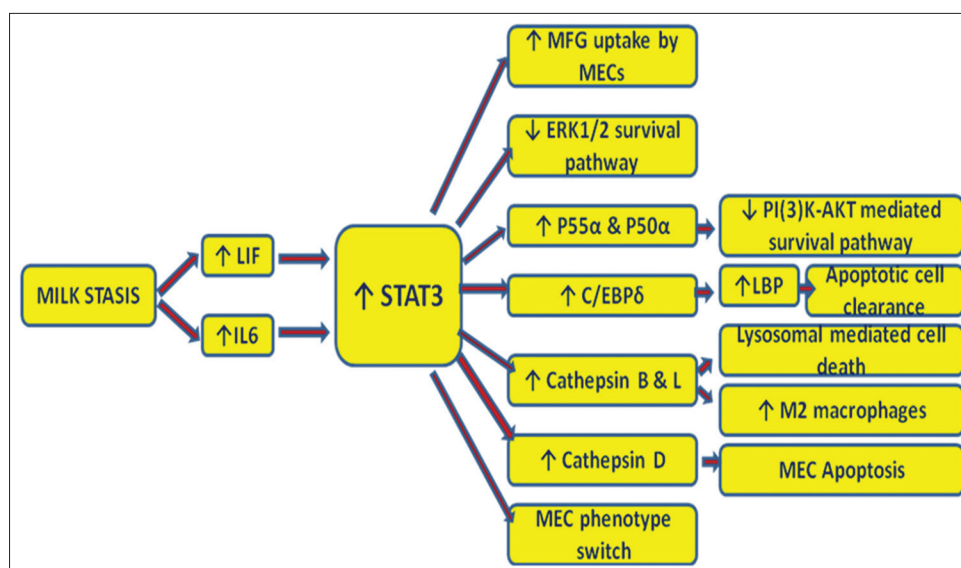 MILK STASIS
↑ LIF
↑IL6
↑ STAT3
↑ MFG uptake by
MECs
↓ ERK1/2 survival
pathway
↑ P55α & P50α
↓ PI(3)K-AKT mediated
survival pathway
↑ C/EBPδ
↑LBP
Apoptotic cell
clearance
↑ Cathepsin B & L
Lysosomal mediated cell
death
↑ M2 macrophages
↑ Cathepsin D
MEC Apoptosis
MEC phenotype
switch